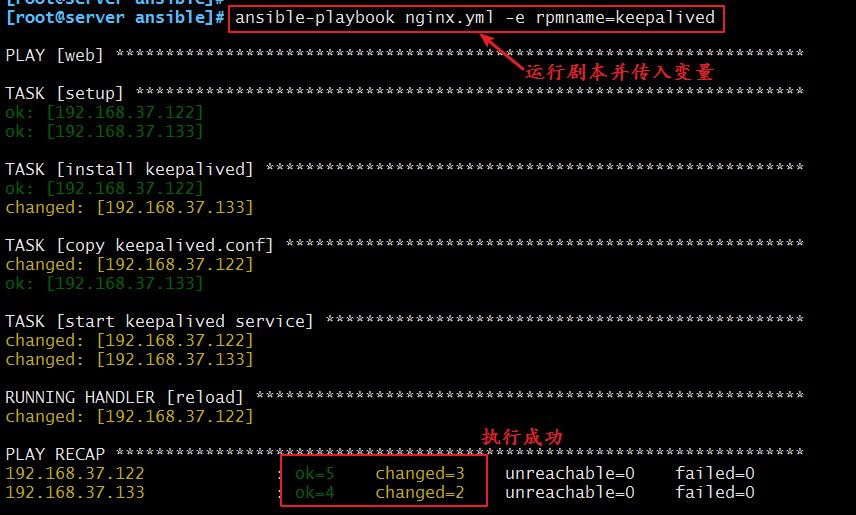 [root@server ansible]#
[root@server ansible]# ansible-playbook nginx.yml -e rpmname=keepalived
运行剧本并传入变量
PLAY [web] *********************************************************************
TASK [setup] *******************************************************************
ok: [192.168.37.122]
ok: [192.168.37.133]
TASK [install keepalived] ******************************************************
ok: [192.168.37.122]
changed: [192.168.37.133]
TASK [copy keepalived.conf] ****************************************************
changed: [192.168.37.122]
ok: [192.168.37.133]
TASK [start keepalived service] ************************************************
changed: [192.168.37.122]
changed: [192.168.37.133]
RUNNING HANDLER [reload] *******************************************************
changed: [192.168.37.122]
执行成功
PLAY RECAP *********************************************************************
192.168.37.122 : ok=5 changed=3 unreachable=0 failed=0
192.168.37.133 : ok=4 changed=2 unreachable=0 failed=0